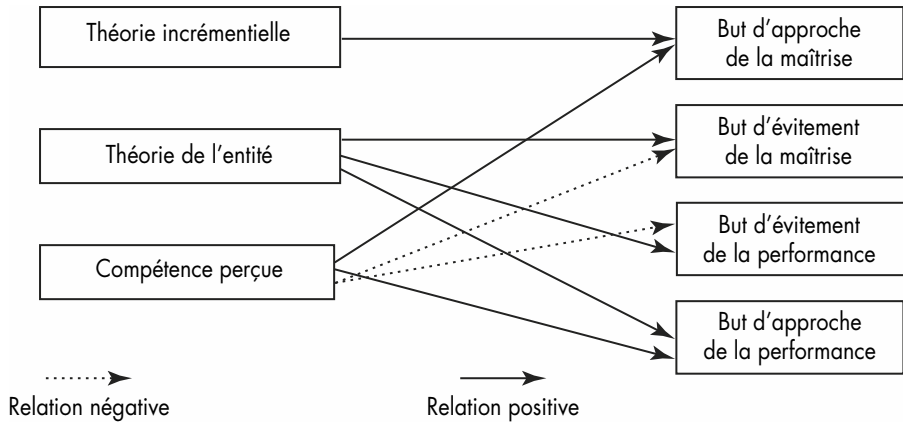 Théorie incrémentielle
But d'approche
de la maîtrise
Théorie de l'entité
But d'évitement
de la maîtrise
But d'évitement
de la performance
Compétence perçue
But d'approche
de la performance
Relation négative
Relation positive